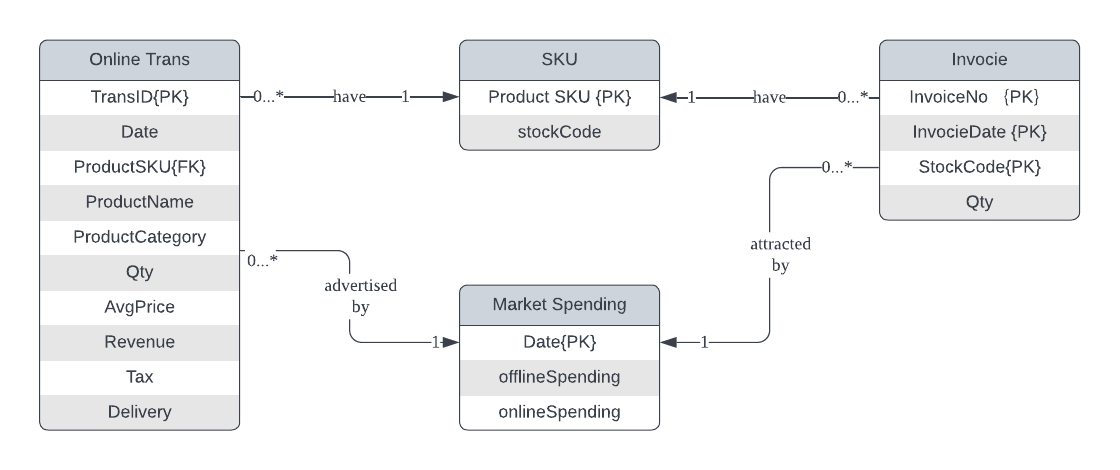 Online Trans
TransID{PK}
Date
ProductSKU{FK}
ProductName
ProductCategory
Qty
AvgPrice
Revenue
Tax
Delivery
0...*
have
1
SKU
Product SKU {PK}
stockCode
1
have
0...*
Invocie
InvoiceNo {PK}
InvocieDate {PK}
StockCode{PK}
Qty
0...*
advertised
by
1
Market Spending
Date{PK}
offlineSpending
onlineSpending
0...*
attracted
by
1